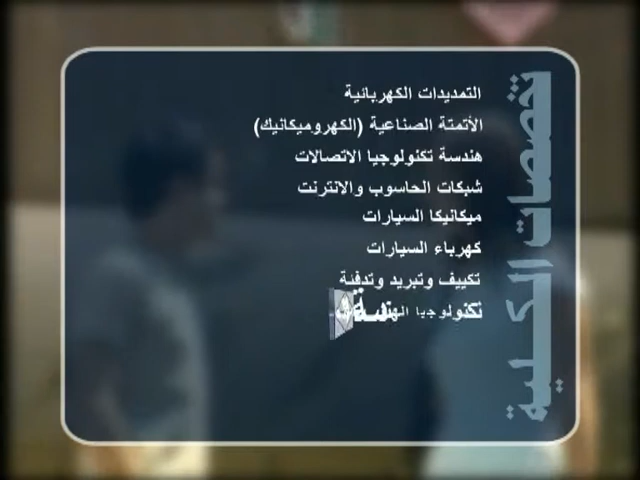 تخصصات الكلية
التمديدات الكهربائية
الأتمتة الصناعية (الكهروميكانيك)
هندسة تكنولوجيا الاتصالات
شبكات الحاسوب والانترنت
ميكانيكا السيارات
كهرباء السيارات
تكييف وتبريد وتدفئة
تكنولوجيا